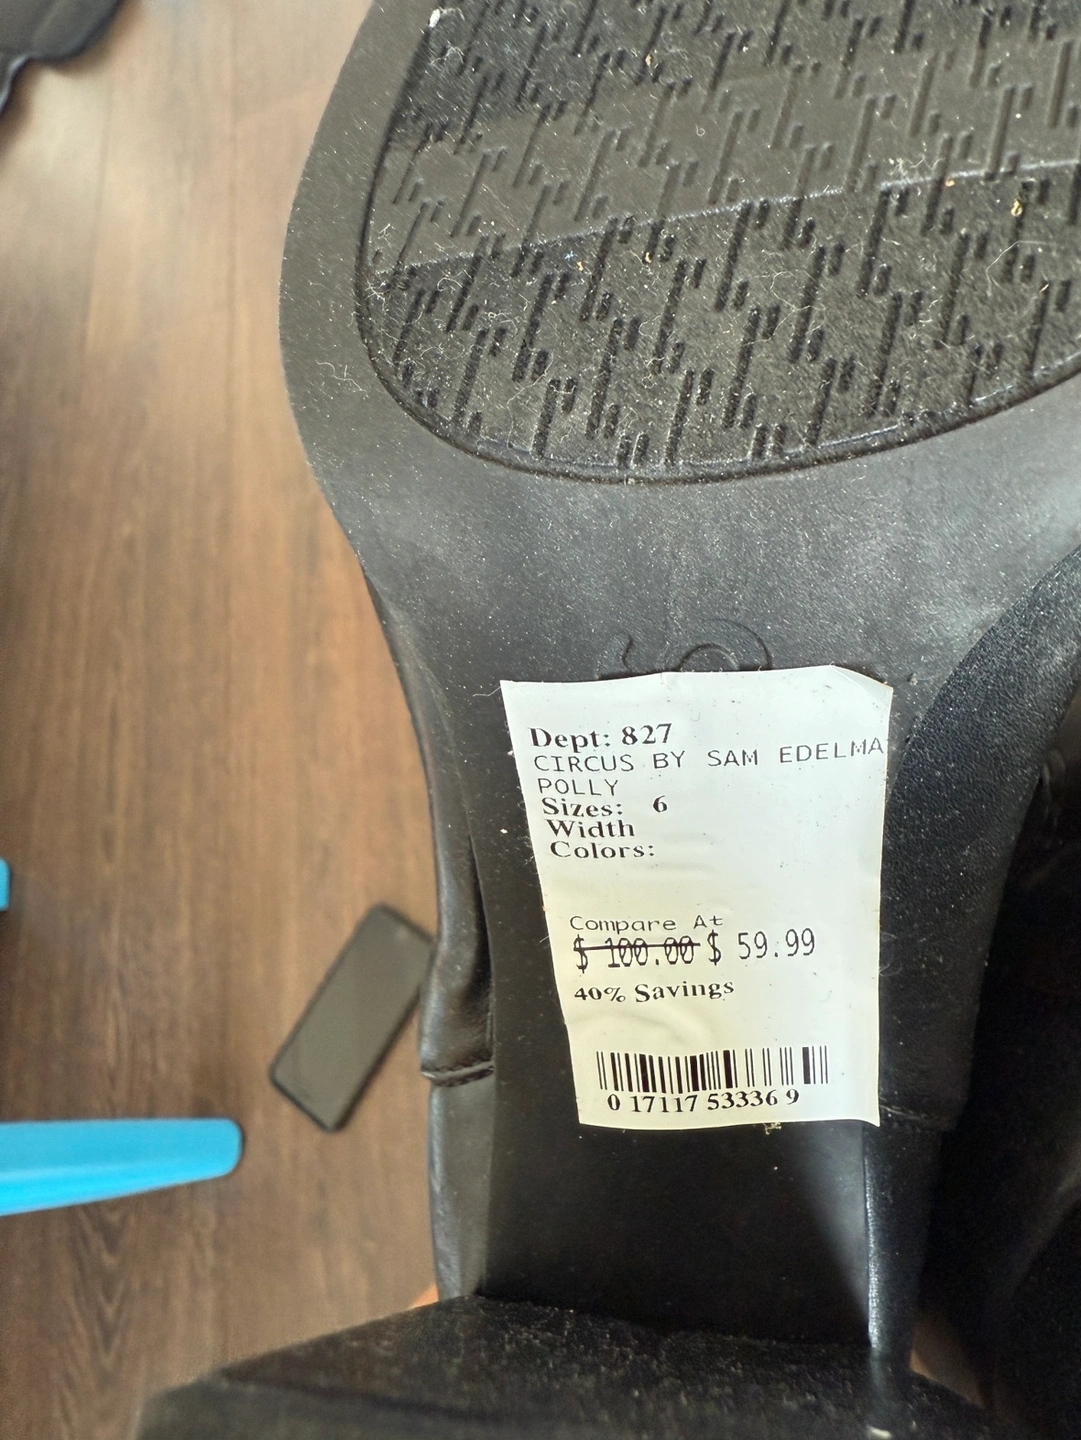 Dept: 827
CIRCUS BY SAM EDELMA
POLLY
Sizes: 6
Width
Colors:
Compare At
$ 100.00 $ 59.99
40% Savings
0 17117 53336 9